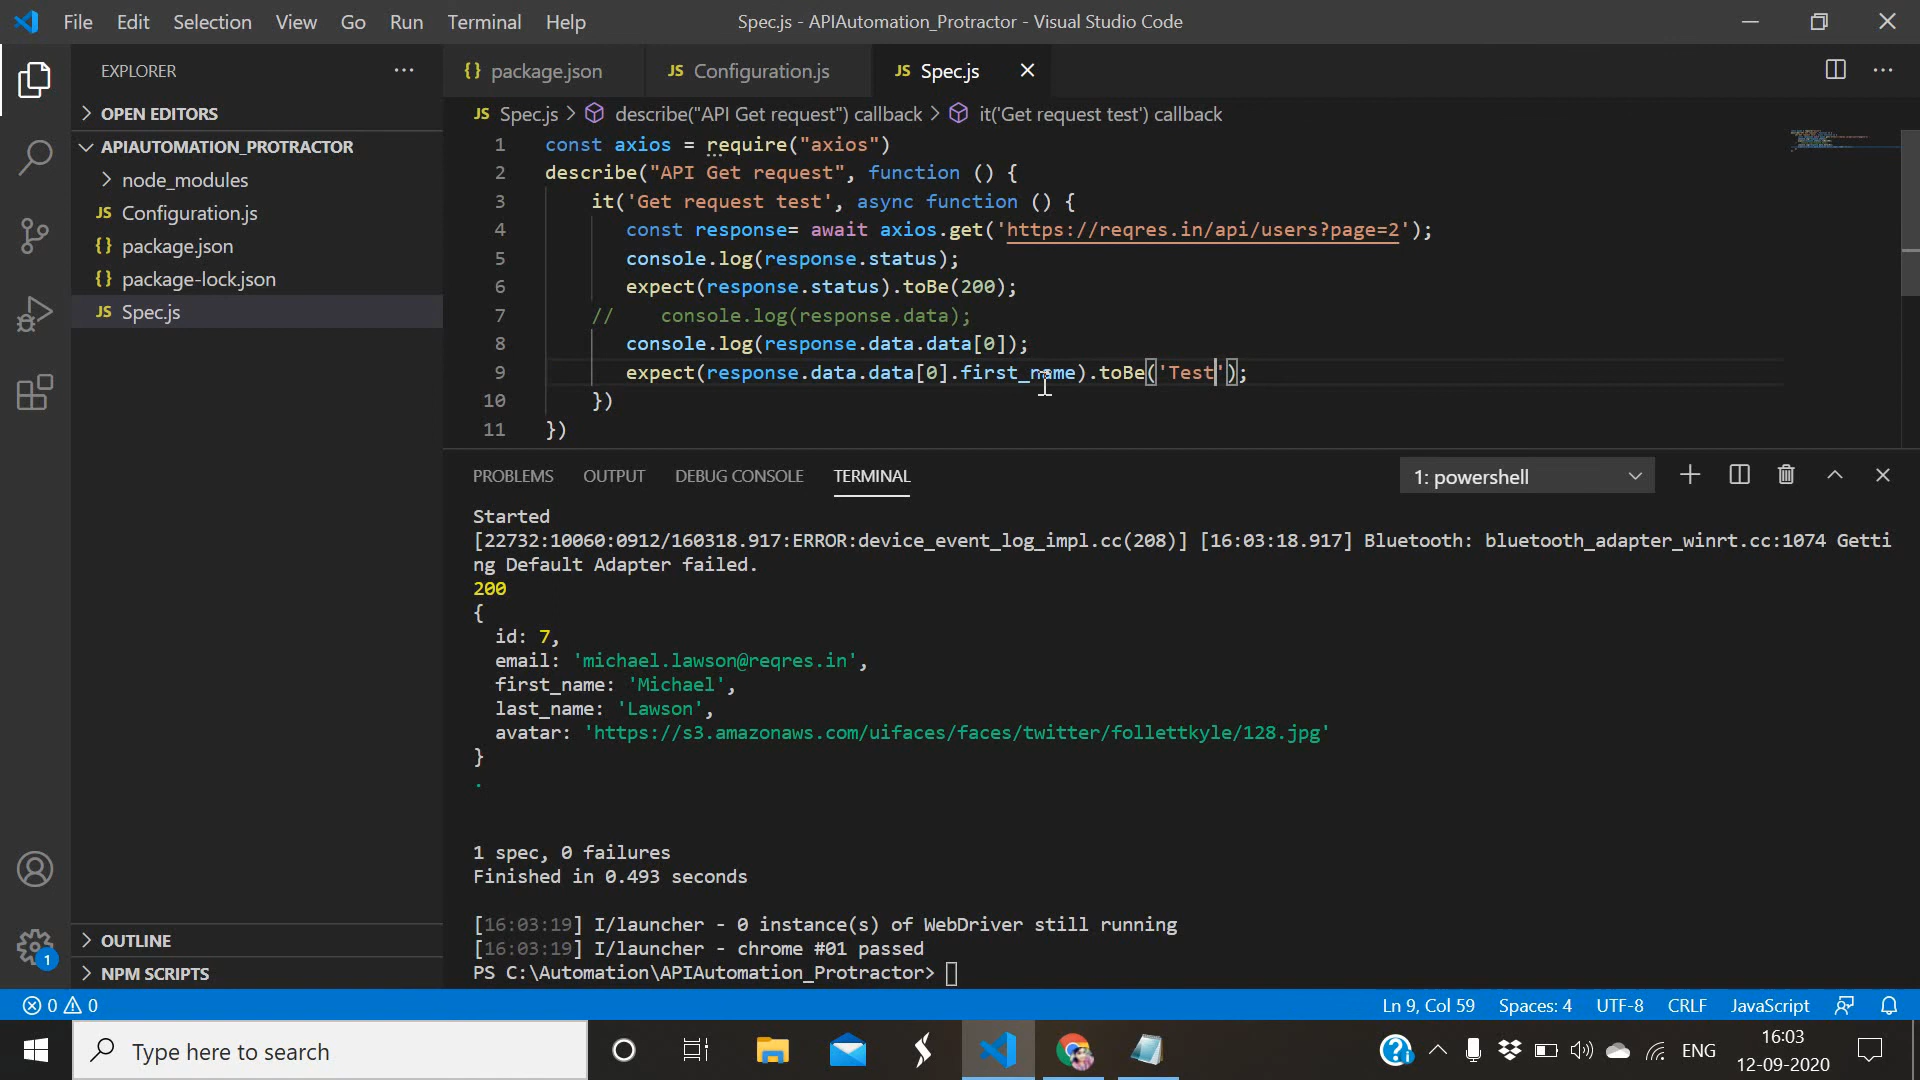 File Edit Selection View Go Run Terminal Help
Spec.js - APIAutomation_Protractor - Visual Studio Code
EXPLORER
OPEN EDITORS
APIAUTOMATION_PROTRACTOR
node_modules
JS Configuration.js
{} package.json
{} package-lock.json
JS Spec.js
OUTLINE
NPM SCRIPTS
1
{} package.json
JS Configuration.js
JS Spec.js
JS Spec.js > describe("API Get request") callback > it('Get request test') callback
1 const axios = require("axios")
2 describe("API Get request", function () {
3 it('Get request test', async function () {
4 const response= await axios.get('https://reqres.in/api/users?page=2');
5 console.log(response.status);
6 expect(response.status).toBe(200);
7 // console.log(response.data);
8 console.log(response.data.data[0]);
9 expect(response.data.data[0].first_name).toBe('Test');
10 })
11 })
PROBLEMS OUTPUT DEBUG CONSOLE TERMINAL
1: powershell
Started
[22732:10060:0912/160318.917:ERROR:device_event_log_impl.cc(208)] [16:03:18.917] Bluetooth: bluetooth_adapter_winrt.cc:1074 Getti
ng Default Adapter failed.
200
{
id: 7,
email: 'michael.lawson@reqres.in',
first_name: 'Michael',
last_name: 'Lawson',
avatar: 'https://s3.amazonaws.com/uifaces/faces/twitter/follettkyle/128.jpg'
}
.
1 spec, 0 failures
Finished in 0.493 seconds
[16:03:19] I/launcher - 0 instance(s) of WebDriver still running
[16:03:19] I/launcher - chrome #01 passed
PS C:\Automation\APIAutomation_Protractor>
0 0
Ln 9, Col 59 Spaces: 4 UTF-8 CRLF JavaScript
Type here to search
ENG
16:03
12-09-2020